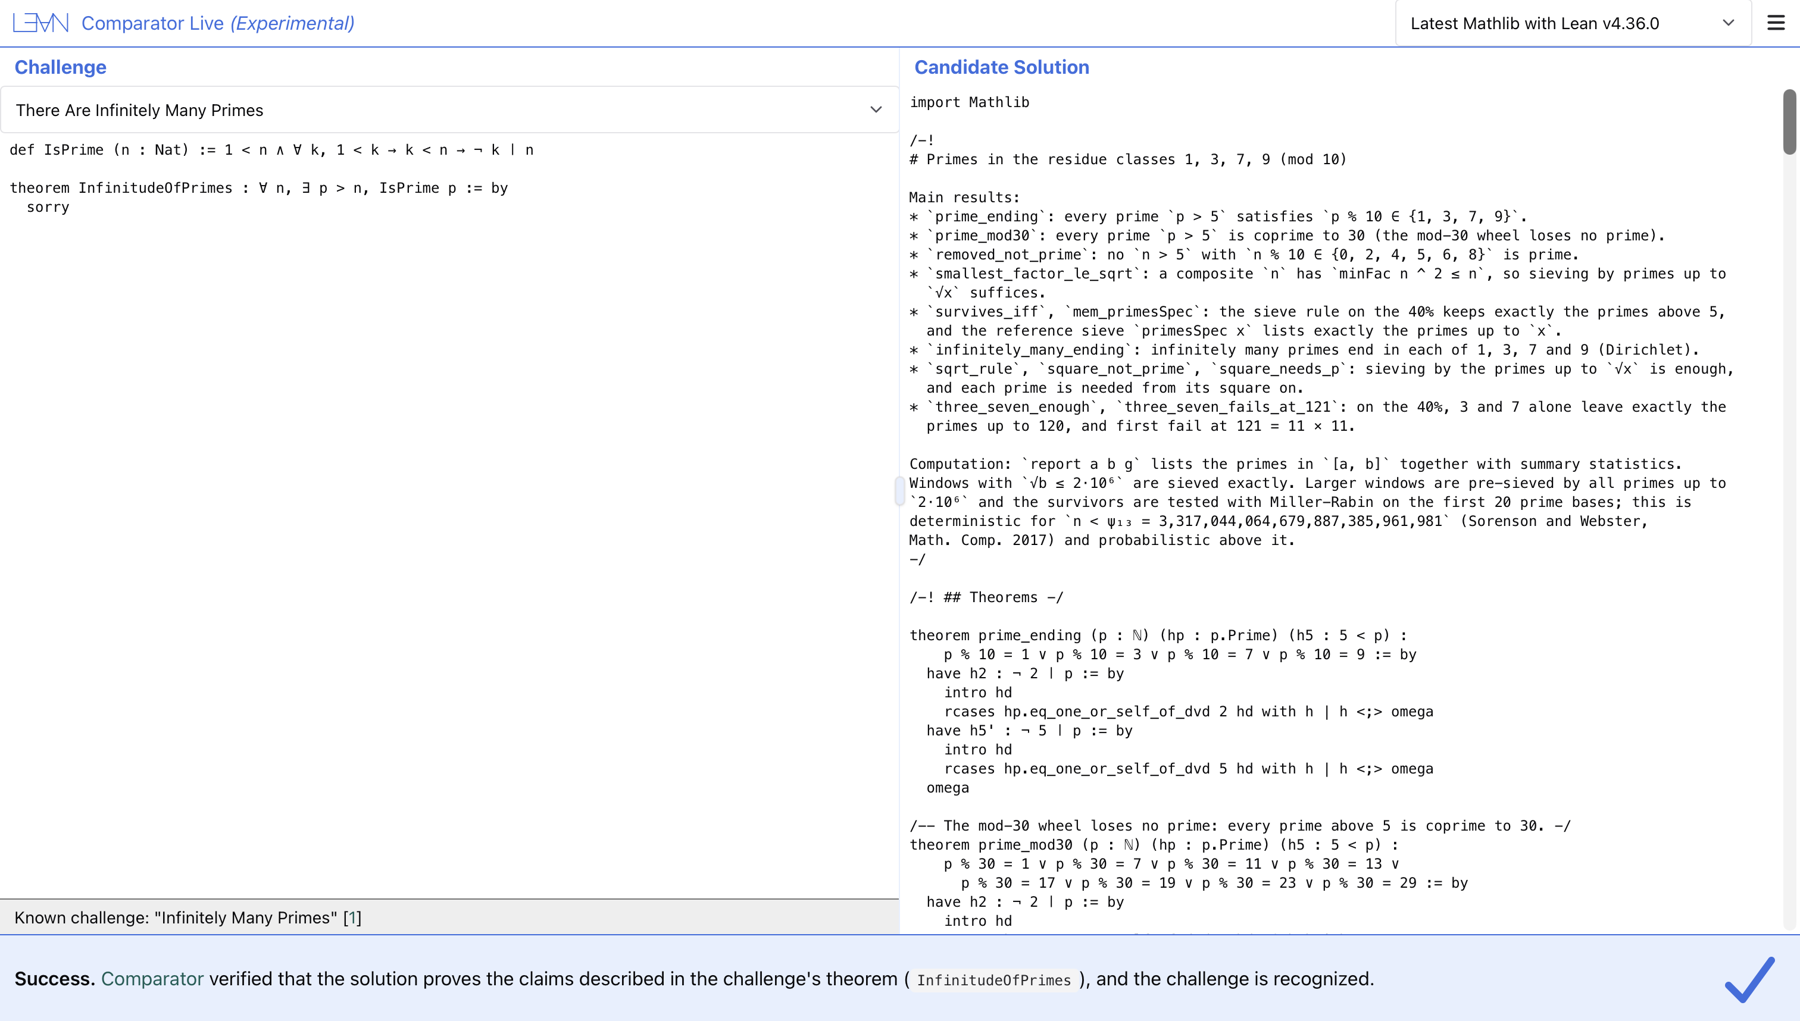 LEAN Comparator Live (Experimental)
Latest Mathlib with Lean v4.36.0
Challenge
There Are Infinitely Many Primes
def IsPrime (n : Nat) := 1 < n ∧ ∀ k, 1 < k → k < n → ¬ k ∣ n
theorem InfinitudeOfPrimes : ∀ n, ∃ p > n, IsPrime p := by
  sorry
Known challenge: "Infinitely Many Primes" [1]
Candidate Solution
import Mathlib
/-!
# Primes in the residue classes 1, 3, 7, 9 (mod 10)
Main results:
* `prime_ending`: every prime `p > 5` satisfies `p % 10 ∈ {1, 3, 7, 9}`.
* `prime_mod30`: every prime `p > 5` is coprime to 30 (the mod-30 wheel loses no prime).
* `removed_not_prime`: no `n > 5` with `n % 10 ∈ {0, 2, 4, 5, 6, 8}` is prime.
* `smallest_factor_le_sqrt`: a composite `n` has `minFac n ^ 2 ≤ n`, so sieving by primes up to
  `√x` suffices.
* `survives_iff`, `mem_primesSpec`: the sieve rule on the 40% keeps exactly the primes above 5,
  and the reference sieve `primesSpec x` lists exactly the primes up to `x`.
* `infinitely_many_ending`: infinitely many primes end in each of 1, 3, 7 and 9 (Dirichlet).
* `sqrt_rule`, `square_not_prime`, `square_needs_p`: sieving by the primes up to `√x` is enough,
  and each prime is needed from its square on.
* `three_seven_enough`, `three_seven_fails_at_121`: on the 40%, 3 and 7 alone leave exactly the
  primes up to 120, and first fail at 121 = 11 × 11.
Computation: `report a b g` lists the primes in `[a, b]` together with summary statistics.
Windows with `√b ≤ 2·10⁶` are sieved exactly. Larger windows are pre-sieved by all primes up to
`2·10⁶` and the survivors are tested with Miller-Rabin on the first 20 prime bases; this is
deterministic for `n < ψ₁₃ = 3,317,044,064,679,887,385,961,981` (Sorenson and Webster,
Math. Comp. 2017) and probabilistic above it.
-/
/-! ## Theorems -/
theorem prime_ending (p : ℕ) (hp : p.Prime) (h5 : 5 < p) :
    p % 10 = 1 ∨ p % 10 = 3 ∨ p % 10 = 7 ∨ p % 10 = 9 := by
  have h2 : ¬ 2 ∣ p := by
    intro hd
    rcases hp.eq_one_or_self_of_dvd 2 hd with h | h <;> omega
  have h5' : ¬ 5 ∣ p := by
    intro hd
    rcases hp.eq_one_or_self_of_dvd 5 hd with h | h <;> omega
  omega
/-- The mod-30 wheel loses no prime: every prime above 5 is coprime to 30. -/
theorem prime_mod30 (p : ℕ) (hp : p.Prime) (h5 : 5 < p) :
    p % 30 = 1 ∨ p % 30 = 7 ∨ p % 30 = 11 ∨ p % 30 = 13 ∨
      p % 30 = 17 ∨ p % 30 = 19 ∨ p % 30 = 23 ∨ p % 30 = 29 := by
  have h2 : ¬ 2 ∣ p := by
    intro hd
Success. Comparator verified that the solution proves the claims described in the challenge's theorem ( InfinitudeOfPrimes ), and the challenge is recognized.